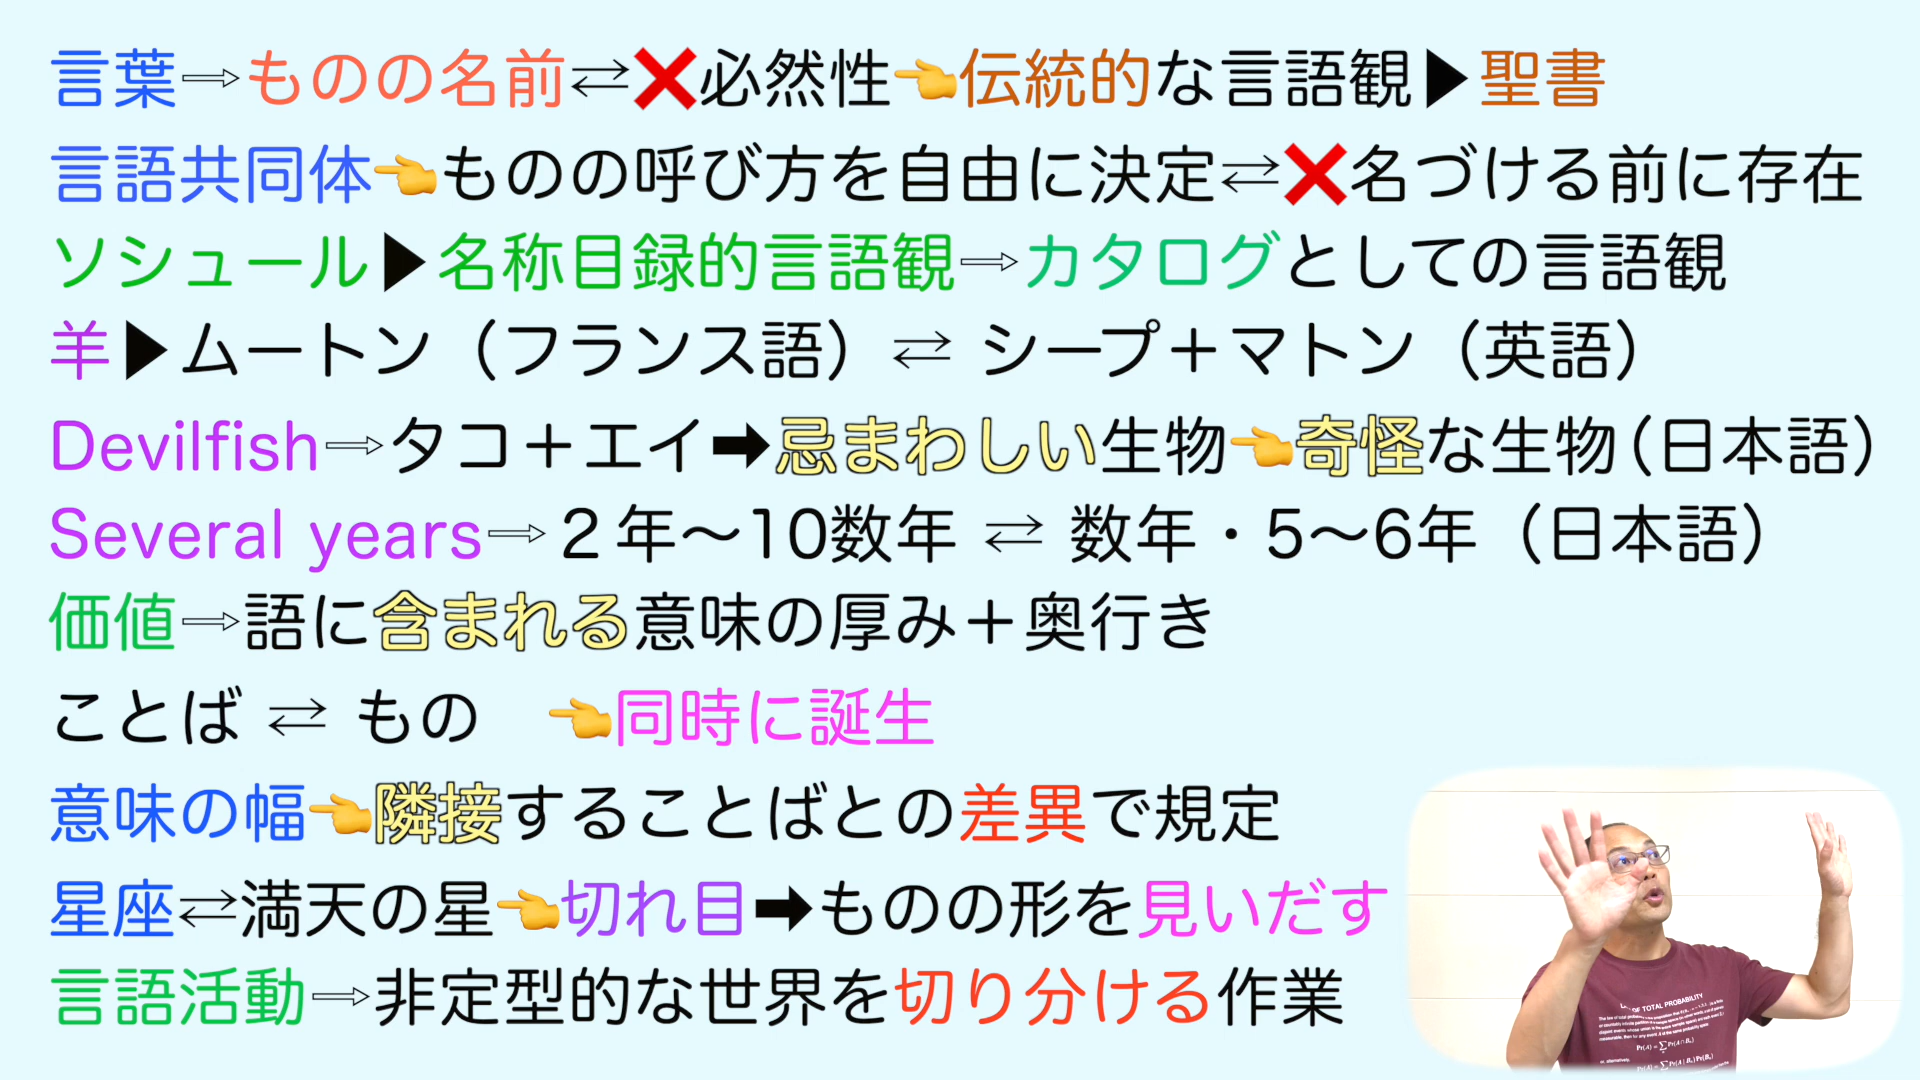 言葉⇨ものの名前⇄❌必然性👈伝統的な言語観▶聖書
言語共同体👈ものの呼び方を自由に決定⇄❌名づける前に存在
ソシュール▶名称目録的言語観⇨カタログとしての言語観
羊▶ムートン（フランス語）⇄ シープ＋マトン（英語）
Devilfish⇨タコ＋エイ➡忌まわしい生物👈奇怪な生物（日本語）
Several years⇨２年〜10数年 ⇄ 数年・5〜6年（日本語）
価値⇨語に含まれる意味の厚み＋奥行き
ことば ⇄ もの 👈同時に誕生
意味の幅👈隣接することばとの差異で規定
星座⇄満天の星👈切れ目➡ものの形を見いだす
言語活動⇨非定型的な世界を切り分ける作業
OF TOTAL PROBABILITY